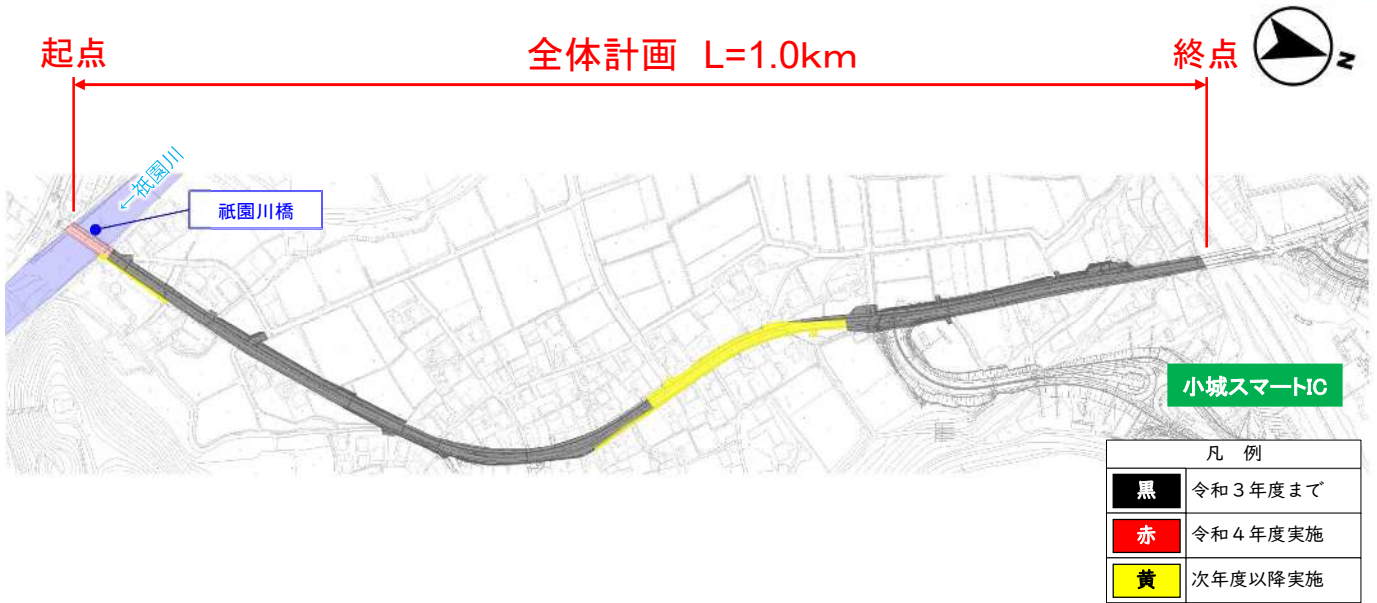 起点
全体計画 L=1.0km
終点
N
←祇園川
祇園川橋
小城スマートIC
凡 例
黒 令和3年度まで
赤 令和4年度実施
黄 次年度以降実施